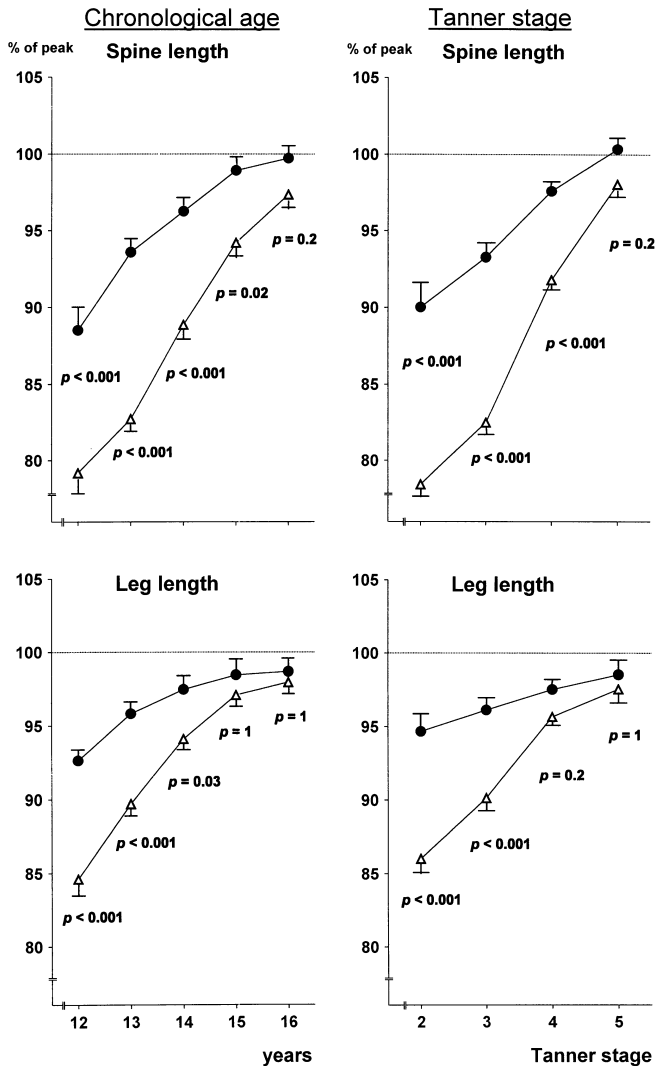 Chronological age
Tanner stage
% of peak
Spine length
% of peak
Spine length
105
100
95
90
85
80
p < 0.001
p < 0.001
p < 0.001
p = 0.02
p = 0.2
105
100
95
90
85
80
p < 0.001
p < 0.001
p < 0.001
p = 0.2
Leg length
105
100
95
90
85
80
p < 0.001
p < 0.001
p = 0.03
p = 1
p = 1
12 13 14 15 16
years
Leg length
105
100
95
90
85
80
p < 0.001
p < 0.001
p = 0.2
p = 1
2 3 4 5
Tanner stage